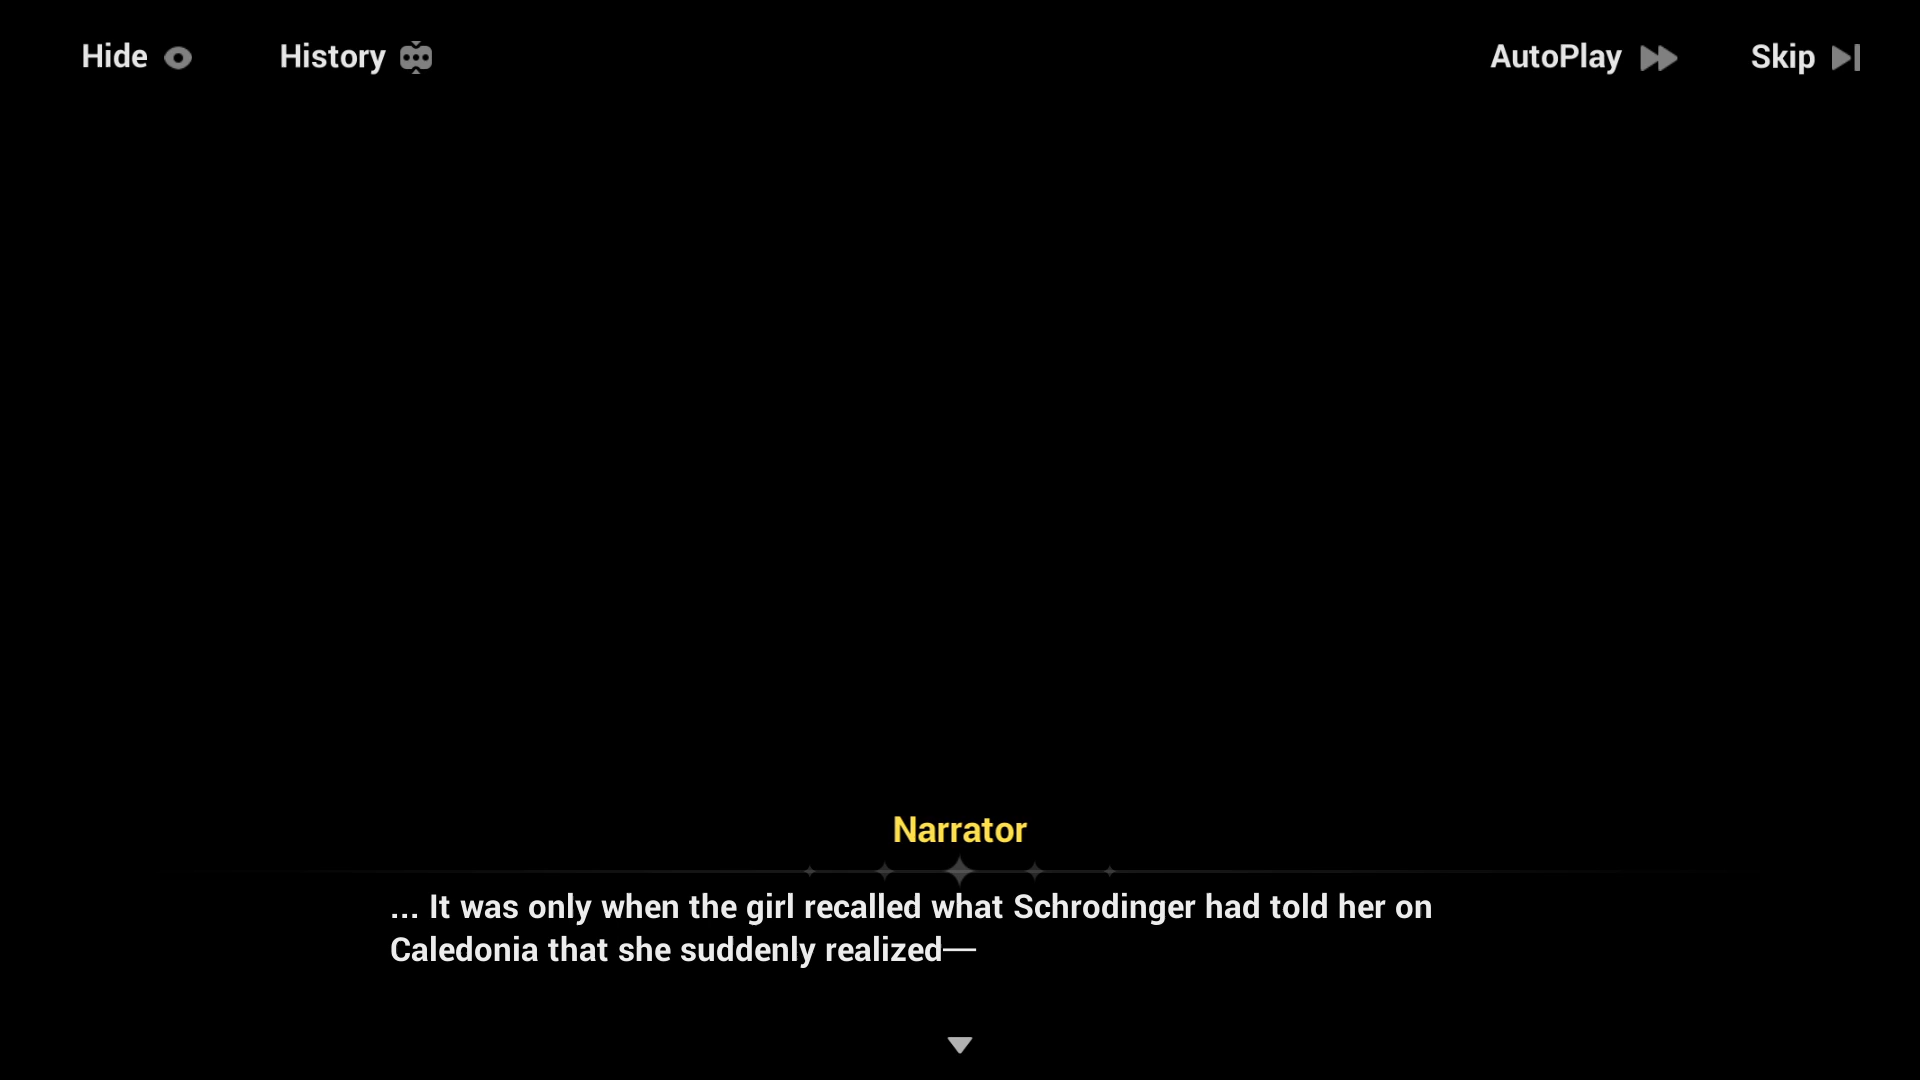 Hide
History
AutoPlay
Skip
Narrator
... It was only when the girl recalled what Schrodinger had told her on
Caledonia that she suddenly realized—